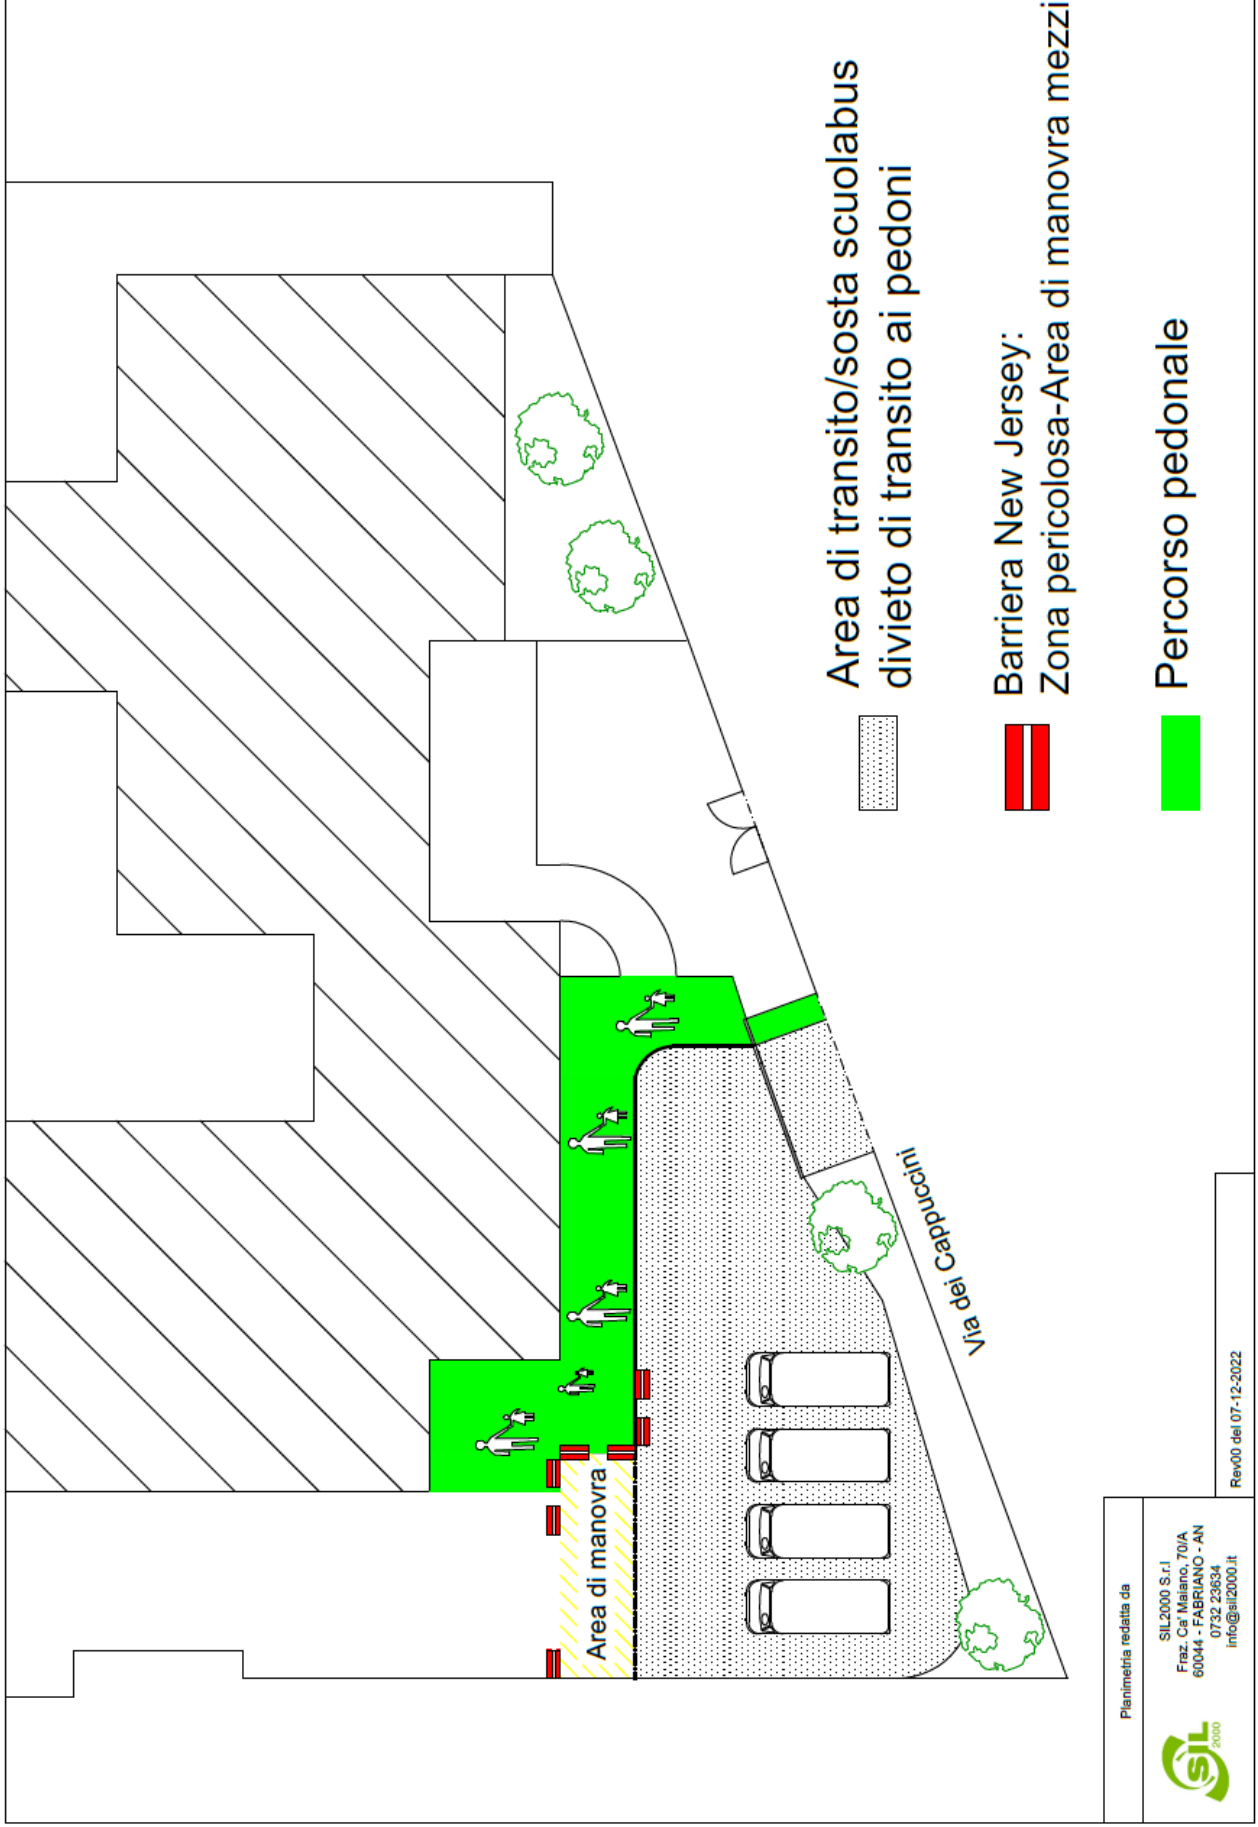 Area di transito/sosta scuolabus
divieto di transito ai pedoni
Barriera New Jersey:
Zona pericolosa-Area di manovra mezzi
Percorso pedonale
Area di manovra
Via dei Cappuccini
Planimetria redatta da
SIL 2000
SIL2000 S.r.l
Fraz. Ca' Maiano, 70/A
60044 - FABRIANO - AN
0732 23634
info@sil2000.it
Rev00 del 07-12-2022